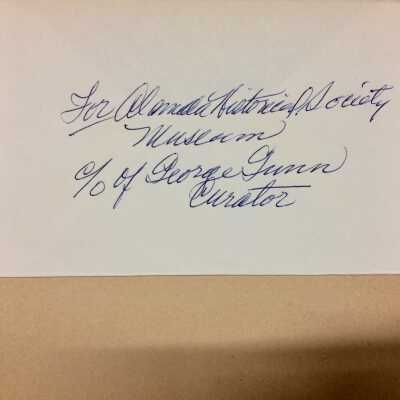 For Alameda Historical Society
Museum
c/o of George Gunn
Curator